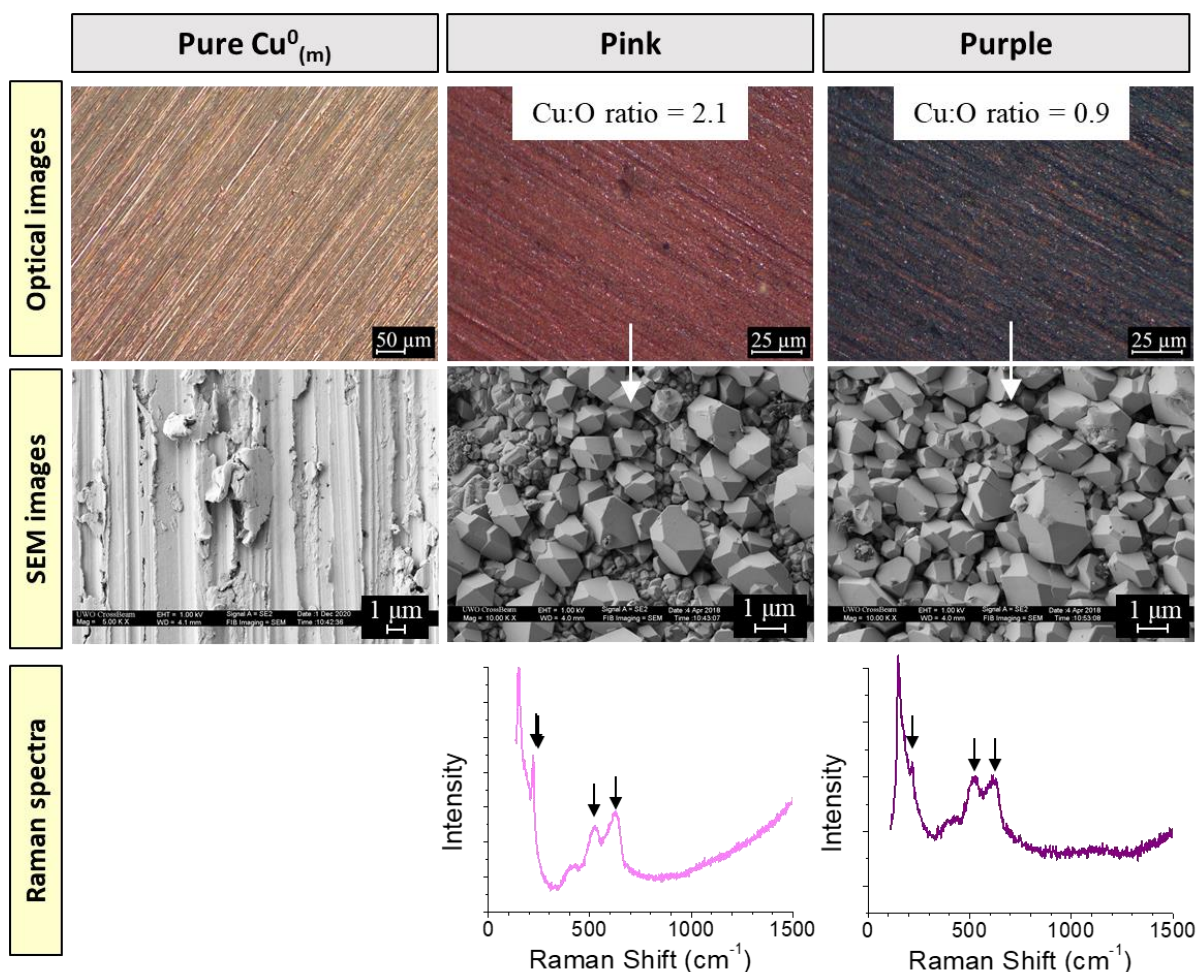 Pure Cu⁰(m)
Pink
Purple
Optical images
Cu:O ratio = 2.1
Cu:O ratio = 0.9
50 µm
25 µm
25 µm
SEM images
UWO CrossBeam
Mag = 5.00 K X
EHT = 1.00 kV
WD = 4.1 mm
Signal A = SE2
FIB Imaging = SEM
Date :1 Dec 2020
Time :10:42:36
1 µm
UWO CrossBeam
Mag = 10.00 K X
EHT = 1.00 kV
WD = 4.0 mm
Signal A = SE2
FIB Imaging = SEM
Date :4 Apr 2018
Time :10:43:07
1 µm
UWO CrossBeam
Mag = 10.00 K X
EHT = 1.00 kV
WD = 4.0 mm
Signal A = SE2
FIB Imaging = SEM
Date :4 Apr 2018
Time :10:53:08
1 µm
Raman spectra
Intensity
0 500 1000 1500
Raman Shift (cm⁻¹)
Intensity
0 500 1000 1500
Raman Shift (cm⁻¹)